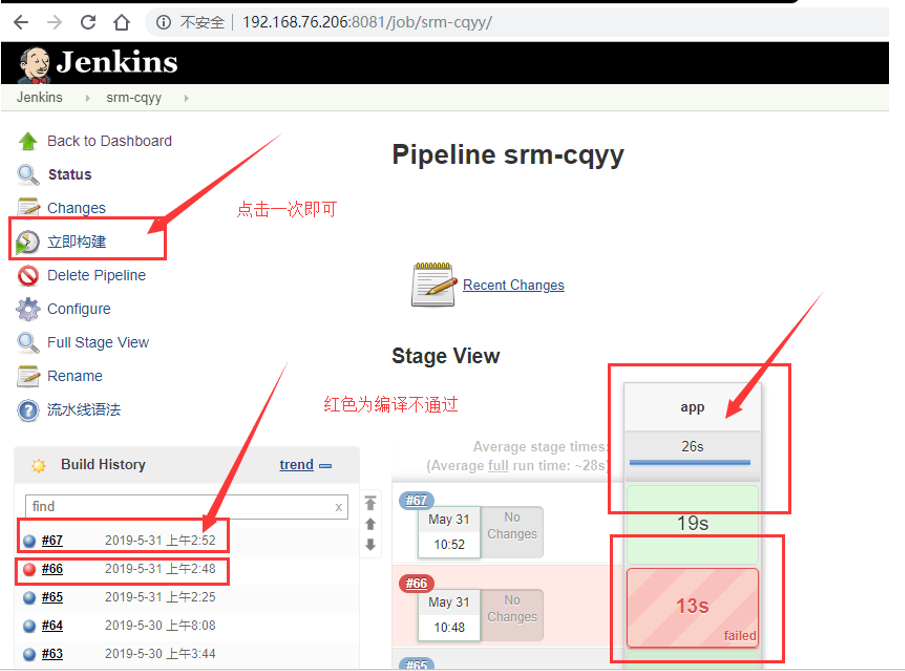 不安全 192.168.76.206:8081/job/srm-cqyy/
Jenkins
Jenkins srm-cqyy
Back to Dashboard
Status
Changes
立即构建
Delete Pipeline
Configure
Full Stage View
Rename
流水线语法
点击一次即可
红色为编译不通过
Build History trend
find x
#67 2019-5-31 上午2:52
#66 2019-5-31 上午2:48
#65 2019-5-31 上午2:25
#64 2019-5-30 上午8:08
#63 2019-5-30 上午3:44
Pipeline srm-cqyy
Recent Changes
Stage View
app
Average stage times:
(Average full run time: ~28s)
26s
#67
May 31
10:52
No
Changes
19s
#66
May 31
10:48
No
Changes
13s
failed
#65